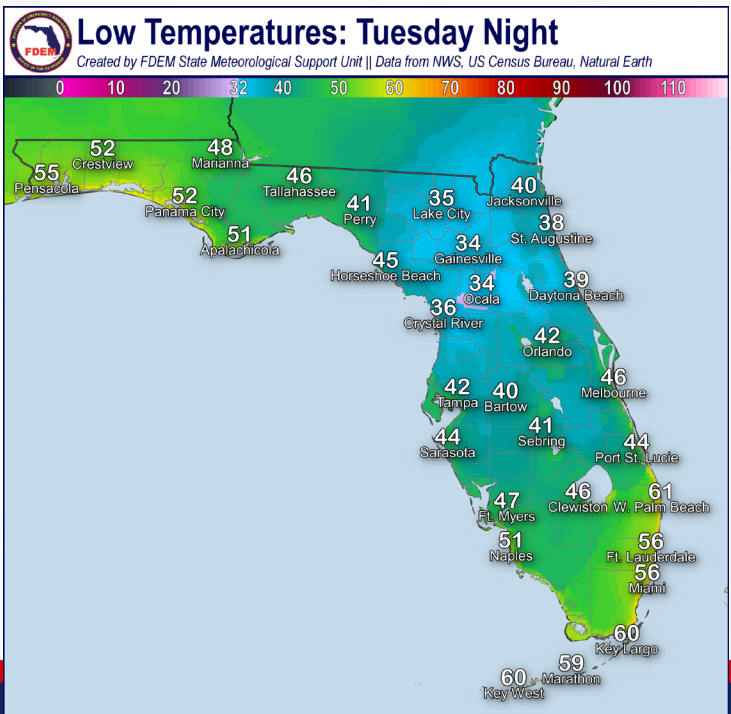 DIVISION OF EMERGENCY MANAGEMENT
FDEM
Low Temperatures: Tuesday Night
Created by FDEM State Meteorological Support Unit || Data from NWS, US Census Bureau, Natural Earth
0 10 20 32 40 50 60 70 80 90 100 110
52
Crestview
48
Marianna
55
Pensacola
46
Tallahassee
52
Panama City
41
Perry
35
Lake City
40
Jacksonville
51
Apalachicola
38
St. Augustine
34
Gainesville
45
Horseshoe Beach
34
Ocala
39
Daytona Beach
36
Crystal River
42
Orlando
42
Tampa
40
Bartow
46
Melbourne
41
Sebring
44
Sarasota
44
Port St. Lucie
47
Ft. Myers
46
Clewiston
61
W. Palm Beach
51
Naples
56
Ft. Lauderdale
56
Miami
60
Key Largo
59
Marathon
60
Key West